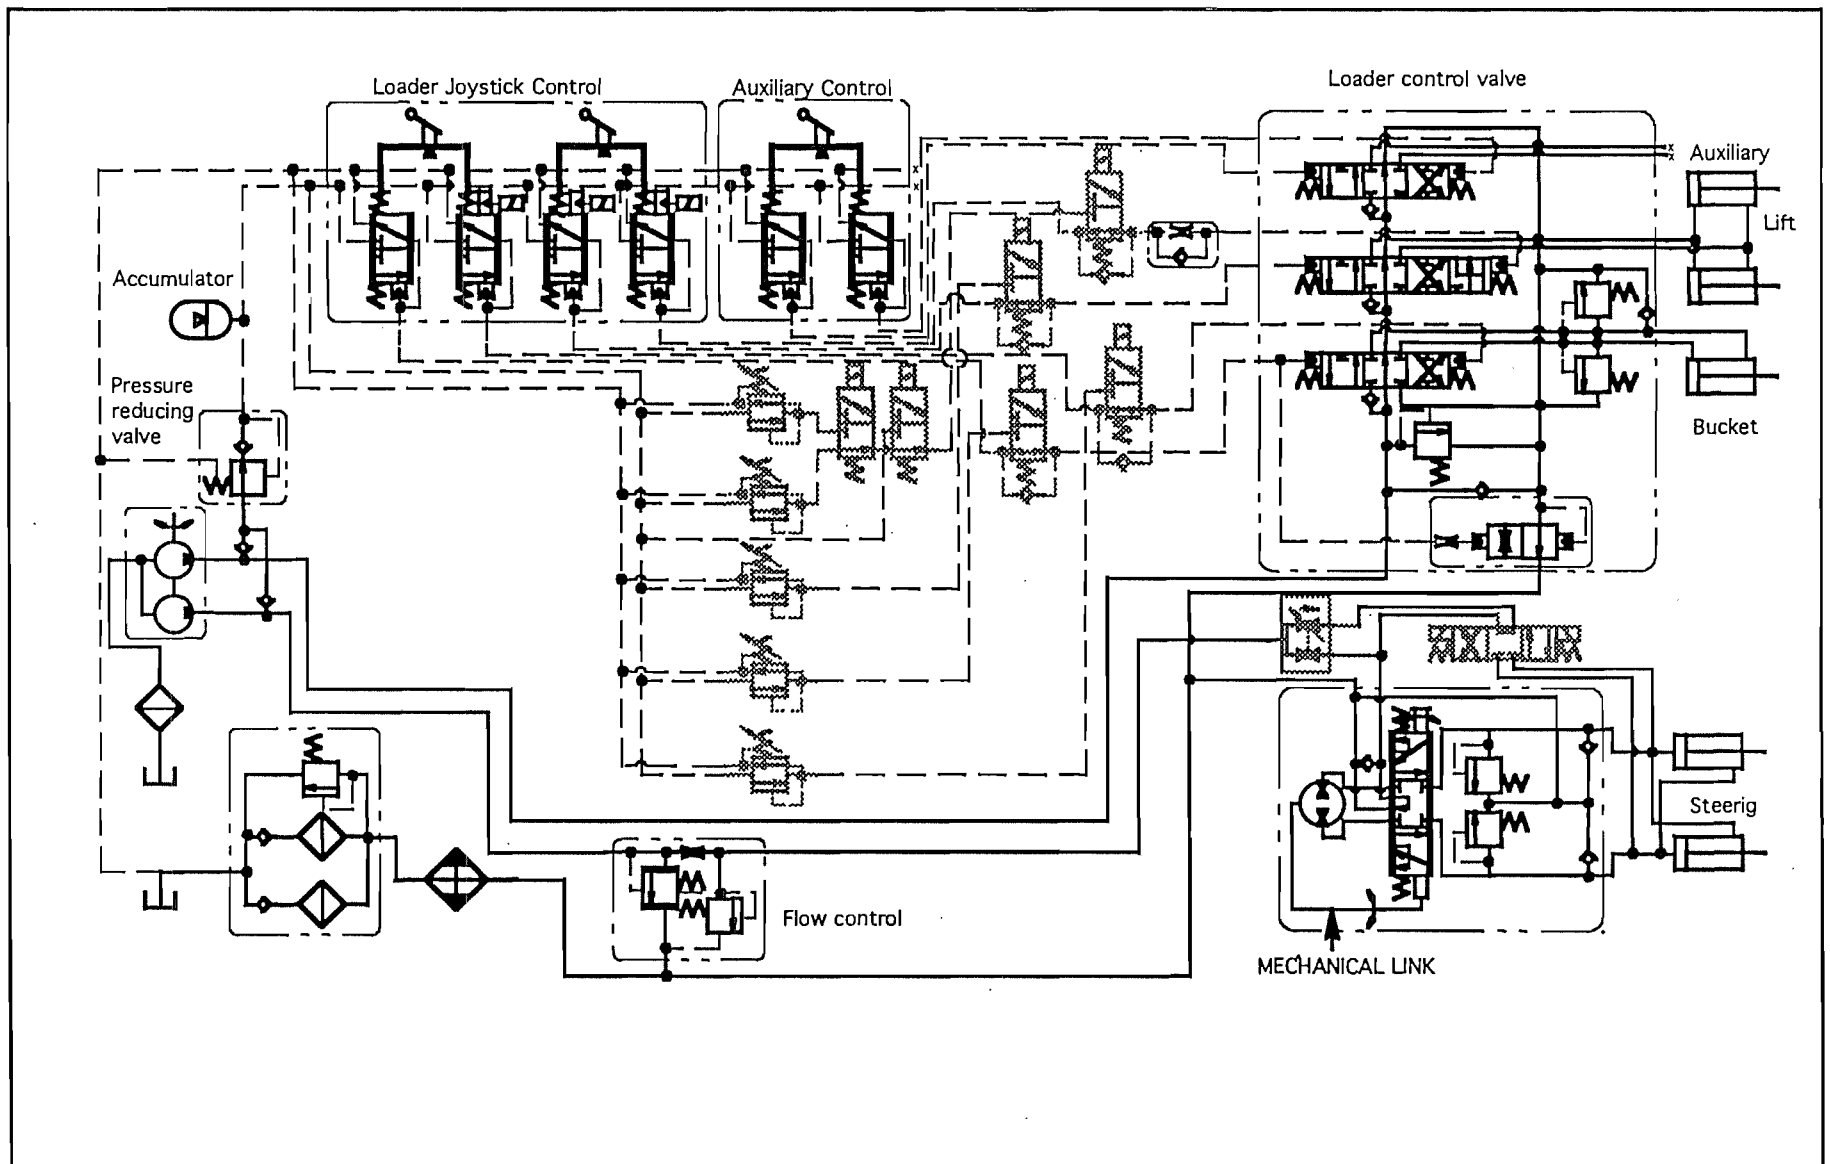 Loader Joystick Control
Auxiliary Control
Loader control valve
Auxiliary
Lift
Accumulator
Pressure
reducing
valve
Bucket
Steerig
Flow control
MECHANICAL LINK